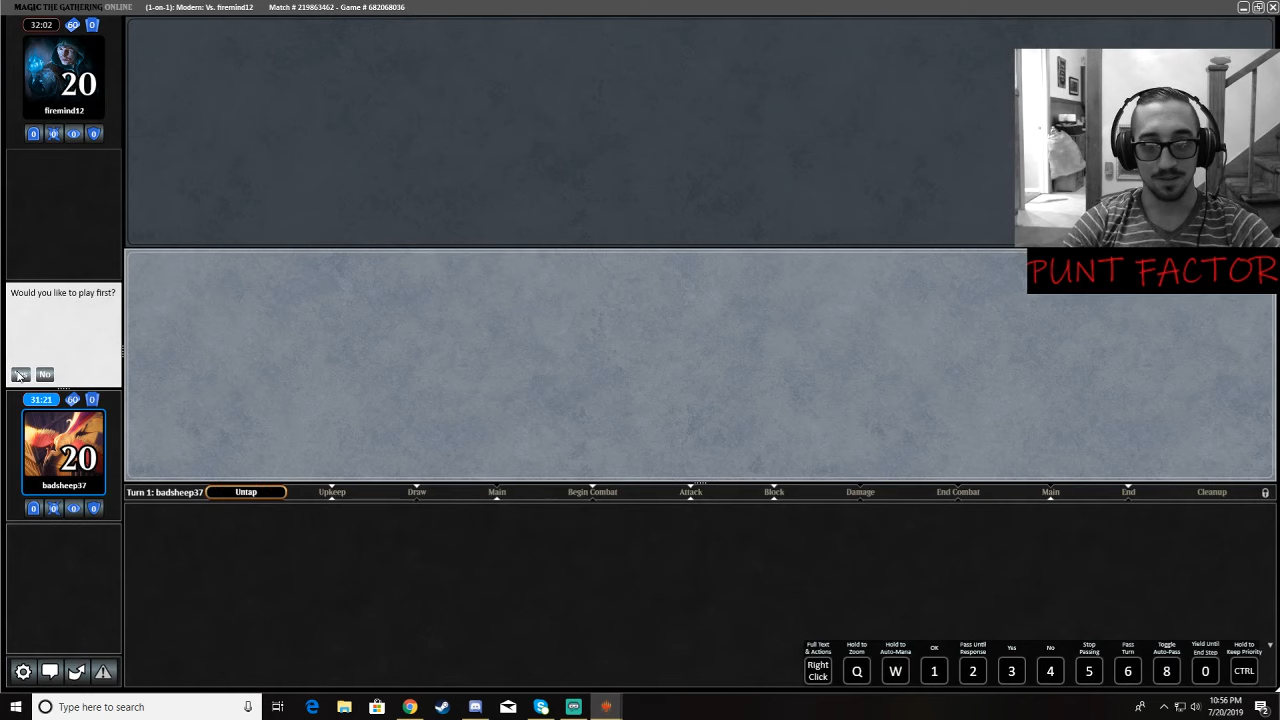 MAGIC THE GATHERING ONLINE (1-on-1): Modern: Vs. firemind12 Match # 219863462 - Game # 682068036
32:02 60 0
20
firemind12
0 0 0 0
Would you like to play first?
Yes No
31:21 60 0
20
badsheep37
0 0 0 0
PUNT FACTOR
Turn 1: badsheep37 Untap Upkeep Draw Main Begin Combat Attack Block Damage End Combat Main End Cleanup
Full Text & Actions Hold to Zoom Hold to Auto-Mana OK Pass Until Response Yes No Stop Passing Pass Turn Toggle Auto-Pass Yield Until End Step Hold to Keep Priority
Right Click Q W 1 2 3 4 5 6 8 0 CTRL
Type here to search
10:56 PM
7/20/2019
2